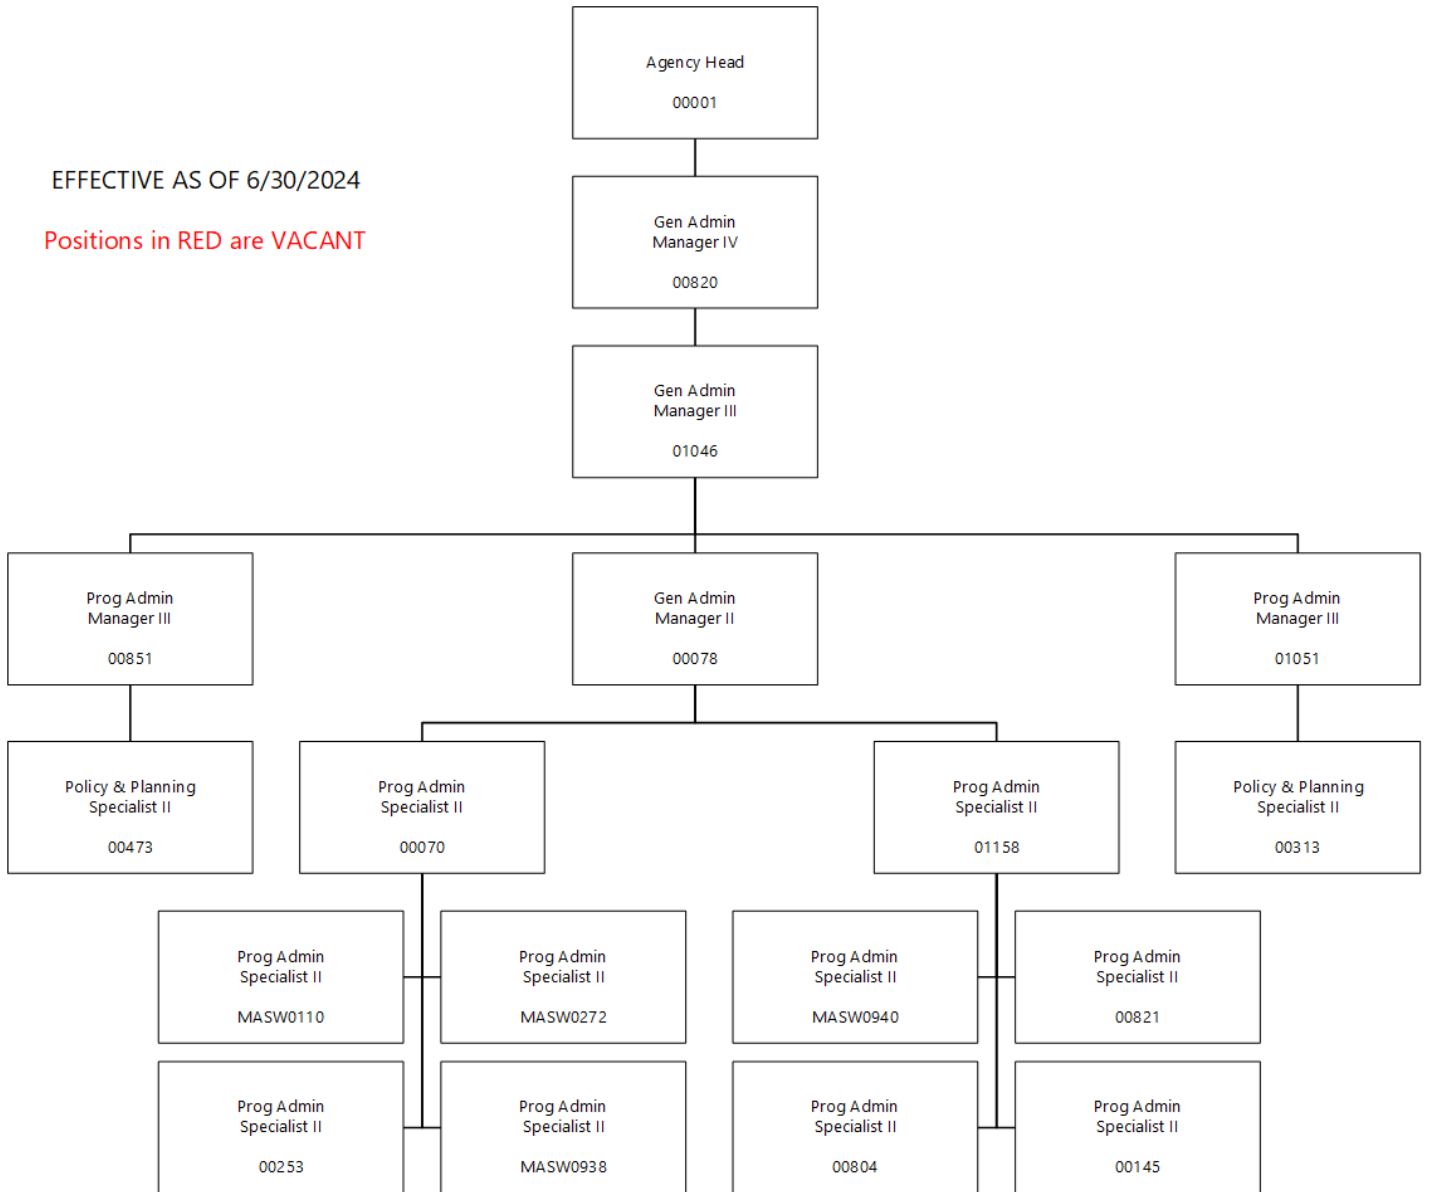 Agency Head
00001
EFFECTIVE AS OF 6/30/2024
Positions in RED are VACANT
Gen Admin
Manager IV
00820
Gen Admin
Manager III
01046
Prog Admin
Manager III
00851
Gen Admin
Manager II
00078
Prog Admin
Manager III
01051
Policy & Planning
Specialist II
00473
Prog Admin
Specialist II
00070
Prog Admin
Specialist II
01158
Policy & Planning
Specialist II
00313
Prog Admin
Specialist II
MASW0110
Prog Admin
Specialist II
MASW0272
Prog Admin
Specialist II
MASW0940
Prog Admin
Specialist II
00821
Prog Admin
Specialist II
00253
Prog Admin
Specialist II
MASW0938
Prog Admin
Specialist II
00804
Prog Admin
Specialist II
00145